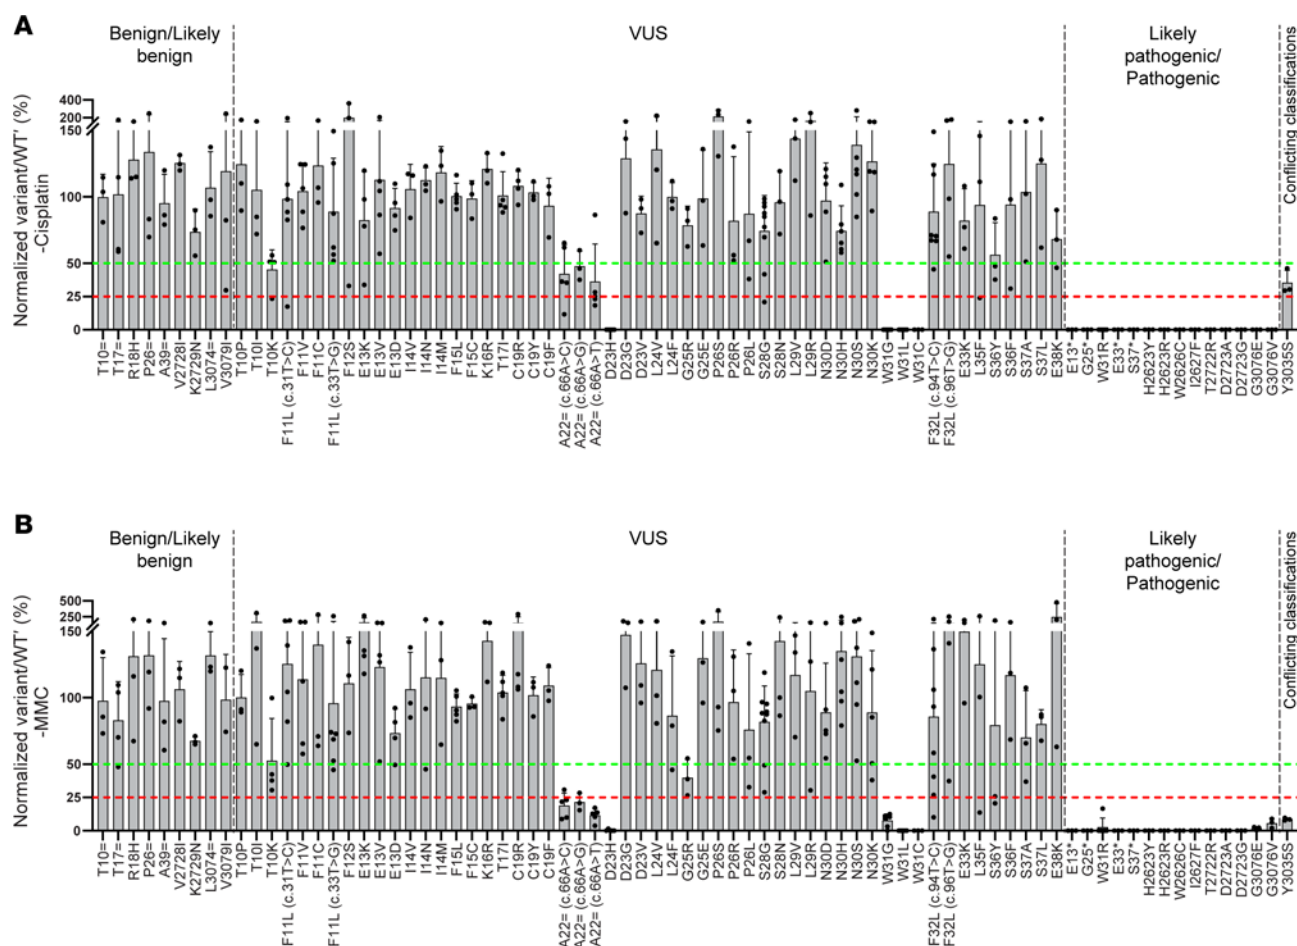 A
Benign/Likely
benign
VUS
Likely
pathogenic/
Pathogenic
Conflicting classifications
Normalized variant/WT' (%)
-Cisplatin
400
200
150
100
50
25
0
T10=
T17=
R18H
P26=
A39=
V2728I
K2729N
L3074=
V3079I
T10P
T10I
T10K
F11L (c.31T>C)
F11V
F11C
F11L (c.33T>G)
F12S
E13K
E13V
E13D
I14V
I14N
I14M
F15L
F15C
K16R
T17I
C19R
C19Y
C19F
A22= (c.66A>C)
A22= (c.66A>G)
A22= (c.66A>T)
D23H
D23G
D23V
L24V
L24F
G25R
G25E
P26S
P26R
P26L
S28G
S28N
L29V
L29R
N30D
N30H
N30S
N30K
W31G
W31L
W31C
F32L (c.94T>C)
F32L (c.96T>G)
E33K
L35F
S36Y
S36F
S37A
S37L
E38K
E13*
G25*
W31R
E33*
S37*
H2623Y
H2623R
W2626C
I2627F
T2722R
D2723A
D2723G
G3076E
G3076V
Y3035S
B
Benign/Likely
benign
VUS
Likely
pathogenic/
Pathogenic
Conflicting classifications
Normalized variant/WT' (%)
-MMC
500
250
150
100
50
25
0
T10=
T17=
R18H
P26=
A39=
V2728I
K2729N
L3074=
V3079I
T10P
T10I
T10K
F11L (c.31T>C)
F11V
F11C
F11L (c.33T>G)
F12S
E13K
E13V
E13D
I14V
I14N
I14M
F15L
F15C
K16R
T17I
C19R
C19Y
C19F
A22= (c.66A>C)
A22= (c.66A>G)
A22= (c.66A>T)
D23H
D23G
D23V
L24V
L24F
G25R
G25E
P26S
P26R
P26L
S28G
S28N
L29V
L29R
N30D
N30H
N30S
N30K
W31G
W31L
W31C
F32L (c.94T>C)
F32L (c.96T>G)
E33K
L35F
S36Y
S36F
S37A
S37L
E38K
E13*
G25*
W31R
E33*
S37*
H2623Y
H2623R
W2626C
I2627F
T2722R
D2723A
D2723G
G3076E
G3076V
Y3035S